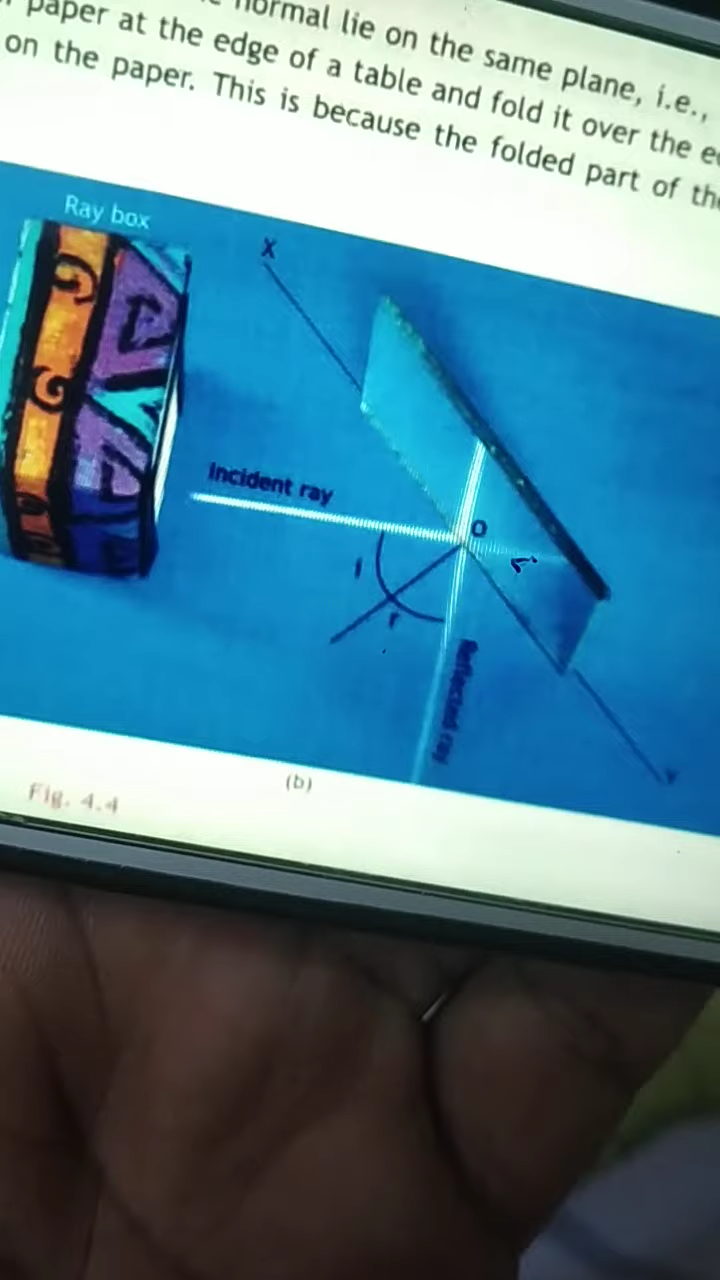 normal lie on the same plane, i.e.,
paper at the edge of a table and fold it over the
on the paper. This is because the folded part of
Ray box
X
Incident ray
O
i
r
Reflected ray
Y
(b)
Fig. 4.4